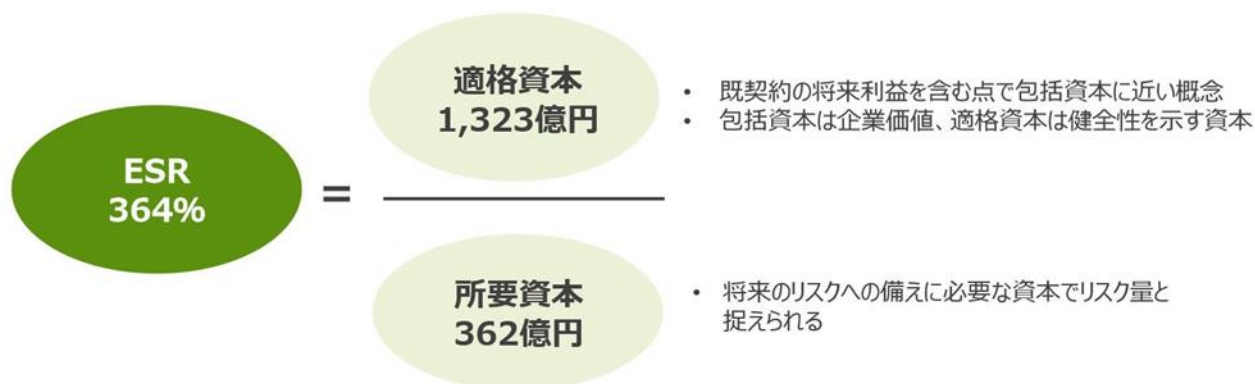 適格資本
1,323億円
• 既契約の将来利益を含む点で包括資本に近い概念
• 包括資本は企業価値、適格資本は健全性を示す資本
ESR
364%
=
所要資本
362億円
• 将来のリスクへの備えに必要な資本でリスク量と
捉えられる